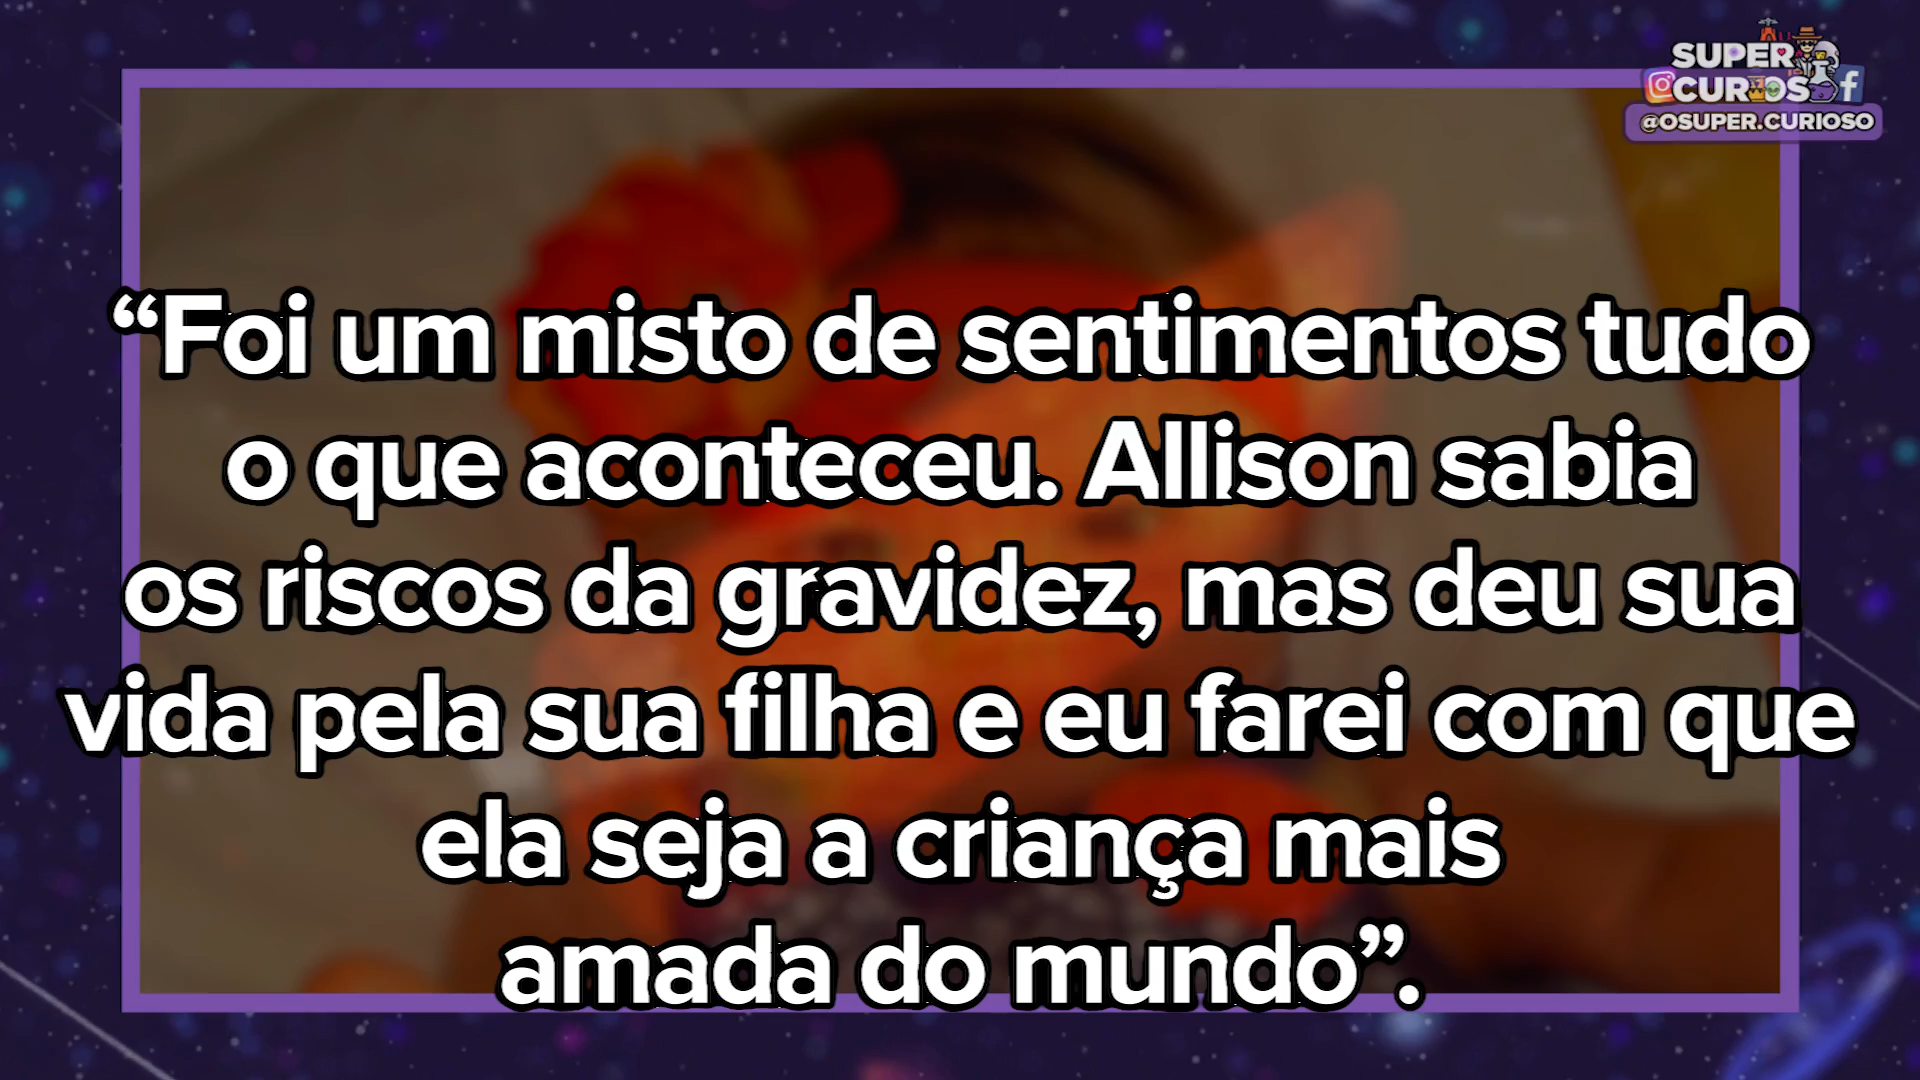 SUPER
CURIOSO
@OSUPER.CURIOSO
“Foi um misto de sentimentos tudo
o que aconteceu. Allison sabia
os riscos da gravidez, mas deu sua
vida pela sua filha e eu farei com que
ela seja a criança mais
amada do mundo”.